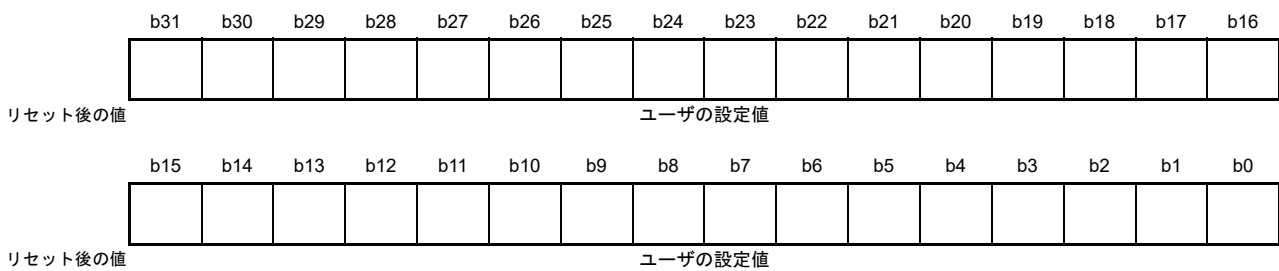 b31 b30 b29 b28 b27 b26 b25 b24 b23 b22 b21 b20 b19 b18 b17 b16
リセット後の値 ユーザの設定値
b15 b14 b13 b12 b11 b10 b9 b8 b7 b6 b5 b4 b3 b2 b1 b0
リセット後の値 ユーザの設定値